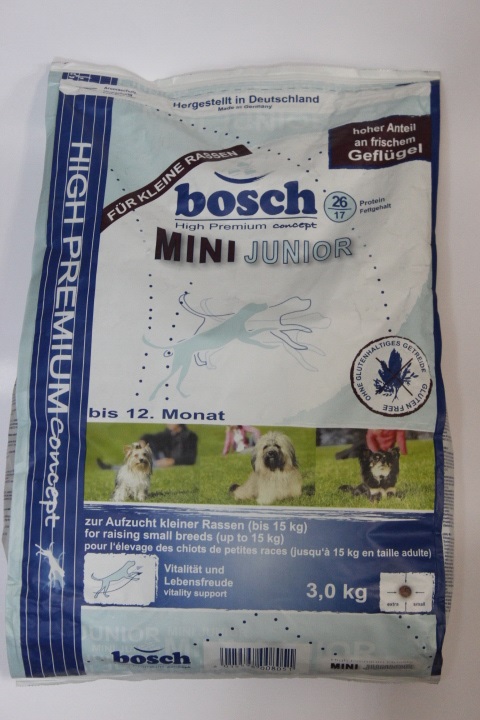 Hergestellt in Deutschland
Made in Germany
hoher Anteil
an frischem
Geflügel
FÜR KLEINE RASSEN
bosch
High Premium concept
26
17
Protein
Fettgehalt
MINI JUNIOR
HIGH PREMIUM concept
OHNE GLUTENHALTIGES GETREIDE
GLUTEN FREE
bis 12. Monat
zur Aufzucht kleiner Rassen (bis 15 kg)
for raising small breeds (up to 15 kg)
pour l'élevage des chiots de petites races (jusqu'à 15 kg en taille adulte)
Vitalität und
Lebensfreude
vitality support
3,0 kg
extra small
JUNIOR
bosch
MINI